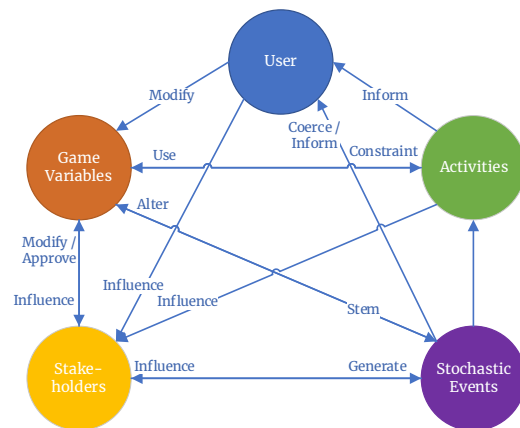 User
Modify
Inform
Coerce /
Inform
Game
Variables
Use
Constraint
Activities
Alter
Modify /
Approve
Influence
Influence
Influence
Stem
Stake-
holders
Influence
Generate
Stochastic
Events